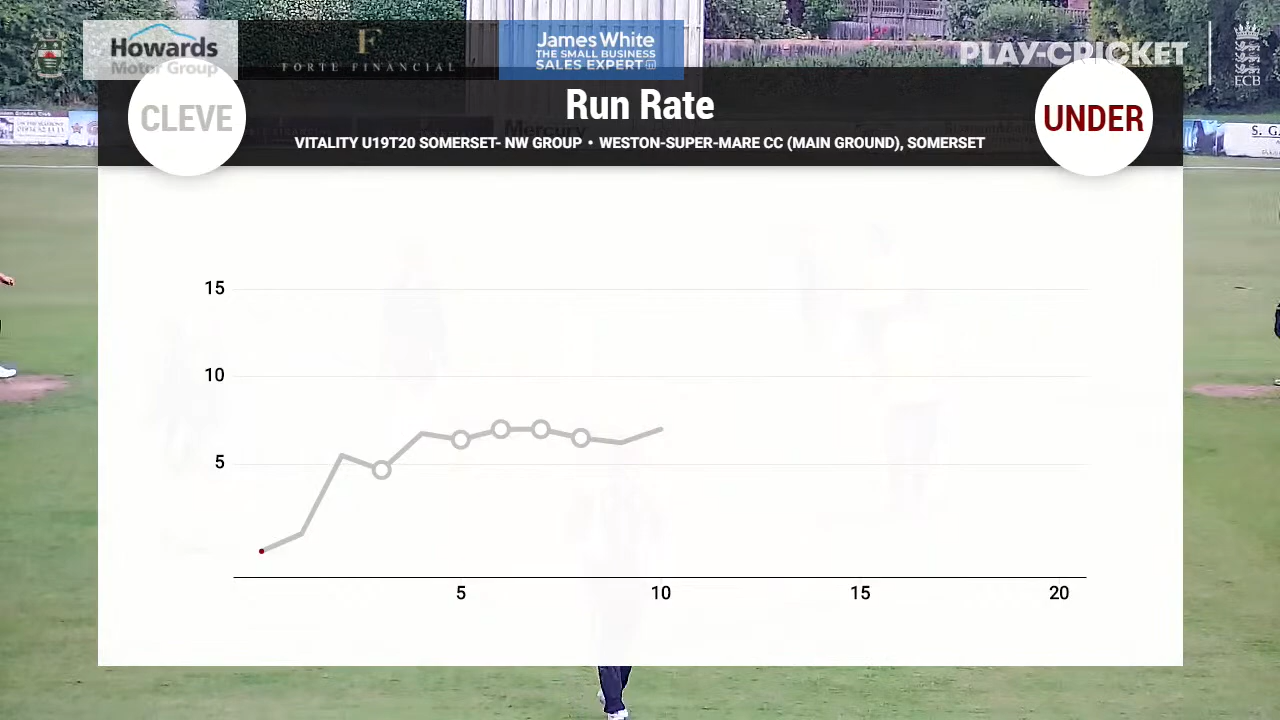 Howards
Motor Group
F
FORTE FINANCIAL
James White
THE SMALL BUSINESS
SALES EXPERT
PLAY-CRICKET
ECB
CLEVE
Run Rate
UNDER
VITALITY U19T20 SOMERSET- NW GROUP • WESTON-SUPER-MARE CC (MAIN GROUND), SOMERSET
15
10
5
5
10
15
20